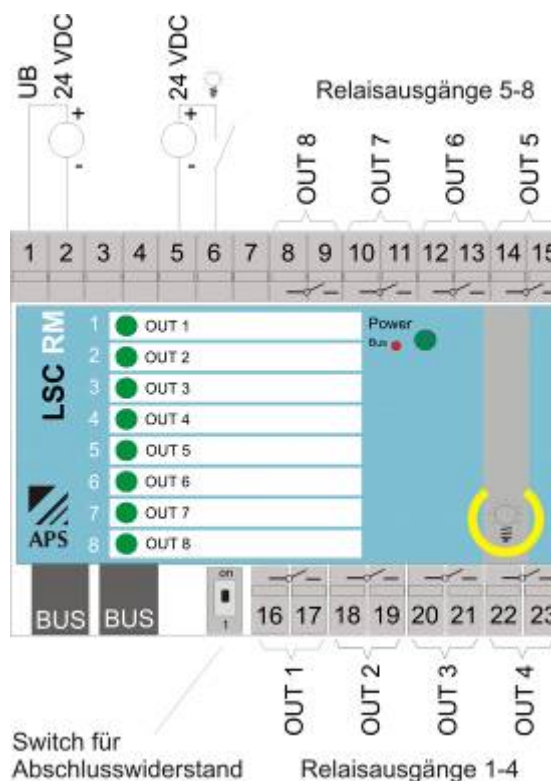 UB
24 VDC
24 VDC
+
-
+
-
Relaisausgänge 5-8
OUT 8
OUT 7
OUT 6
OUT 5
1 2 3 4 5 6 7 8 9 10 11 12 13 14 15
LSC RM
1 OUT 1
2 OUT 2
3 OUT 3
4 OUT 4
5 OUT 5
6 OUT 6
7 OUT 7
8 OUT 8
Power
Bus
APS
BUS BUS
on
1
16 17 18 19 20 21 22 23
OUT 1
OUT 2
OUT 3
OUT 4
Switch für
Abschlusswiderstand
Relaisausgänge 1-4